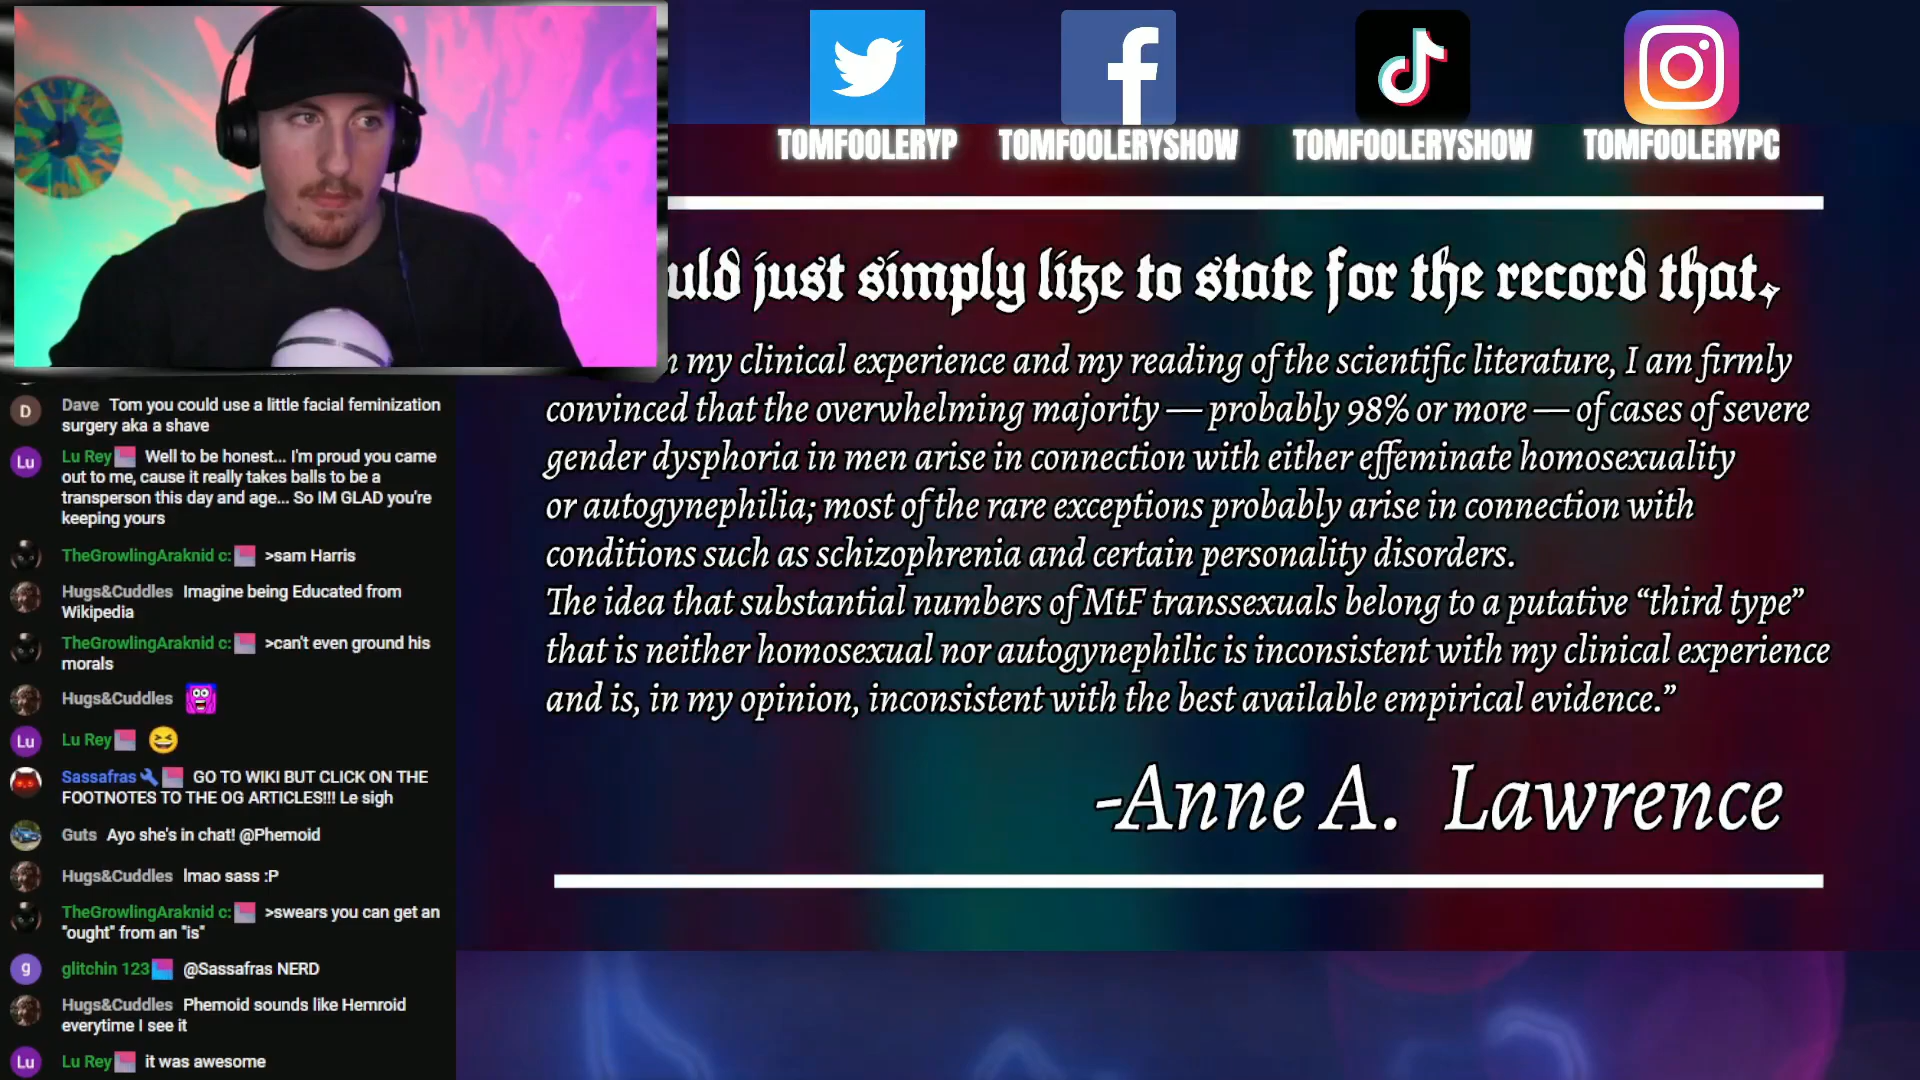 TOMFOOLERYP
TOMFOOLERYSHOW
TOMFOOLERYSHOW
TOMFOOLERYPC
just simply like to state for the record that,
my clinical experience and my reading of the scientific literature, I am firmly
convinced that the overwhelming majority — probably 98% or more — of cases of severe
gender dysphoria in men arise in connection with either effeminate homosexuality
or autogynephilia; most of the rare exceptions probably arise in connection with
conditions such as schizophrenia and certain personality disorders.
The idea that substantial numbers of MtF transsexuals belong to a putative “third type”
that is neither homosexual nor autogynephilic is inconsistent with my clinical experience
and is, in my opinion, inconsistent with the best available empirical evidence.”
-Anne A. Lawrence
D Dave Tom you could use a little facial feminization
surgery aka a shave
Lu Lu Rey Well to be honest... I'm proud you came
out to me, cause it really takes balls to be a
transperson this day and age... So IM GLAD you're
keeping yours
TheGrowlingAraknid c: >sam Harris
Hugs&Cuddles Imagine being Educated from
Wikipedia
TheGrowlingAraknid c: >can't even ground his
morals
Hugs&Cuddles
Lu Lu Rey 😆
Sassafras GO TO WIKI BUT CLICK ON THE
FOOTNOTES TO THE OG ARTICLES!!! Le sigh
Guts Ayo she's in chat! @Phemoid
Hugs&Cuddles lmao sass :P
TheGrowlingAraknid c: >swears you can get an
"ought" from an "is"
g glitchin 123 @Sassafras NERD
Hugs&Cuddles Phemoid sounds like Hemroid
everytime I see it
Lu Lu Rey it was awesome